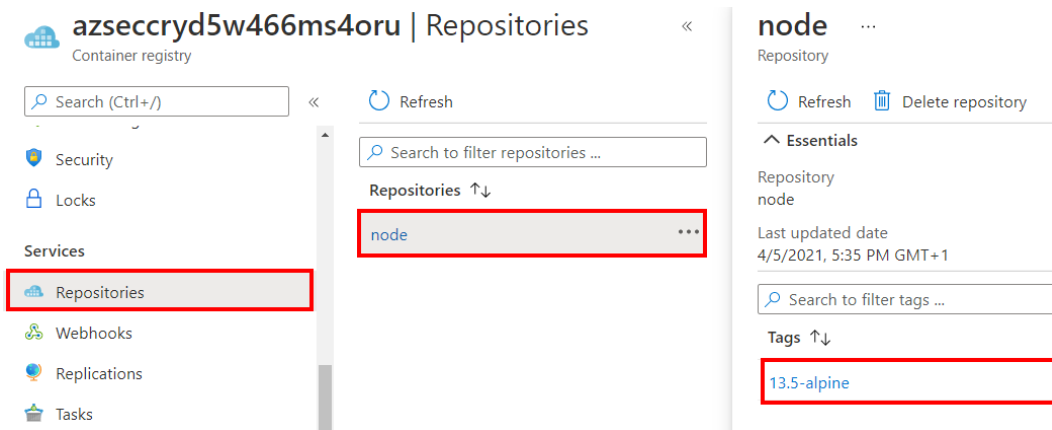 azseccryd5w466ms4oru | Repositories
Container registry
Search (Ctrl+/)
Security
Locks
Services
Repositories
Webhooks
Replications
Tasks
Refresh
Search to filter repositories ...
Repositories ↑↓
node
node ...
Repository
Refresh Delete repository
Essentials
Repository
node
Last updated date
4/5/2021, 5:35 PM GMT+1
Search to filter tags ...
Tags ↑↓
13.5-alpine